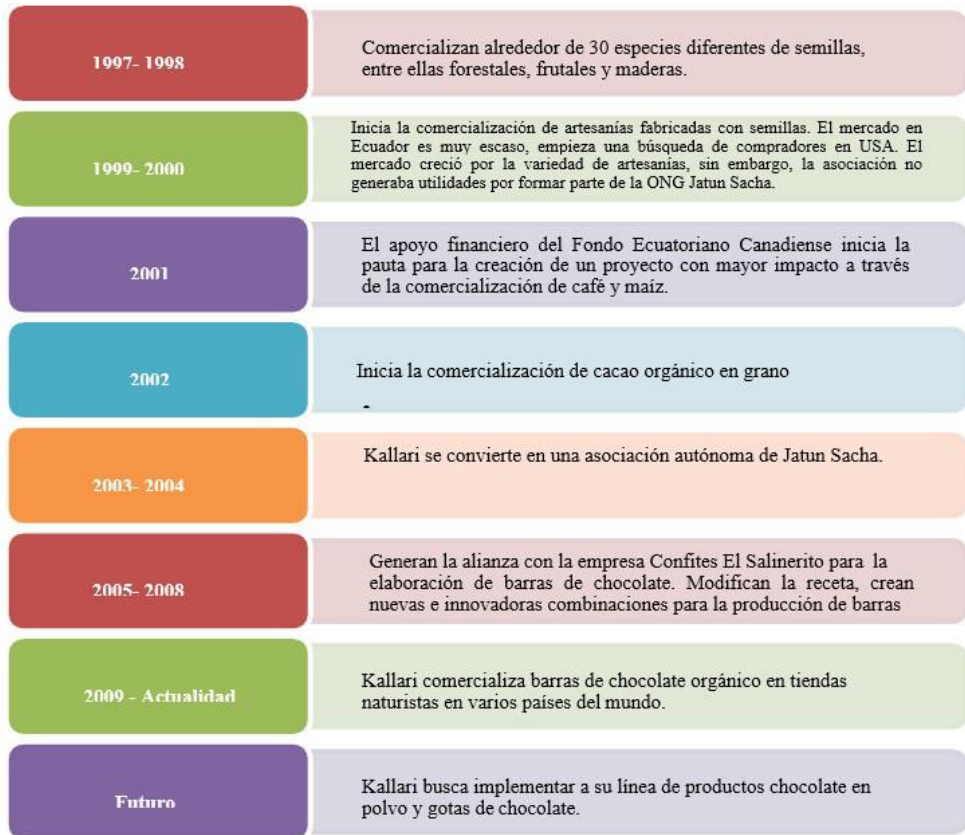 1997- 1998
Comercializan alrededor de 30 especies diferentes de semillas,
entre ellas forestales, frutales y maderas.
1999- 2000
Inicia la comercialización de artesanías fabricadas con semillas. El mercado en
Ecuador es muy escaso, empieza una búsqueda de compradores en USA. El
mercado creció por la variedad de artesanías, sin embargo, la asociación no
generaba utilidades por formar parte de la ONG Jatun Sacha.
2001
El apoyo financiero del Fondo Ecuatoriano Canadiense inicia la
pauta para la creación de un proyecto con mayor impacto a través
de la comercialización de café y maíz.
2002
Inicia la comercialización de cacao orgánico en grano
-
2003- 2004
Kallari se convierte en una asociación autónoma de Jatun Sacha.
2005- 2008
Generan la alianza con la empresa Confites El Salinerito para la
elaboración de barras de chocolate. Modifican la receta, crean
nuevas e innovadoras combinaciones para la producción de barras
2009 - Actualidad
Kallari comercializa barras de chocolate orgánico en tiendas
naturistas en varios países del mundo.
Futuro
Kallari busca implementar a su línea de productos chocolate en
polvo y gotas de chocolate.